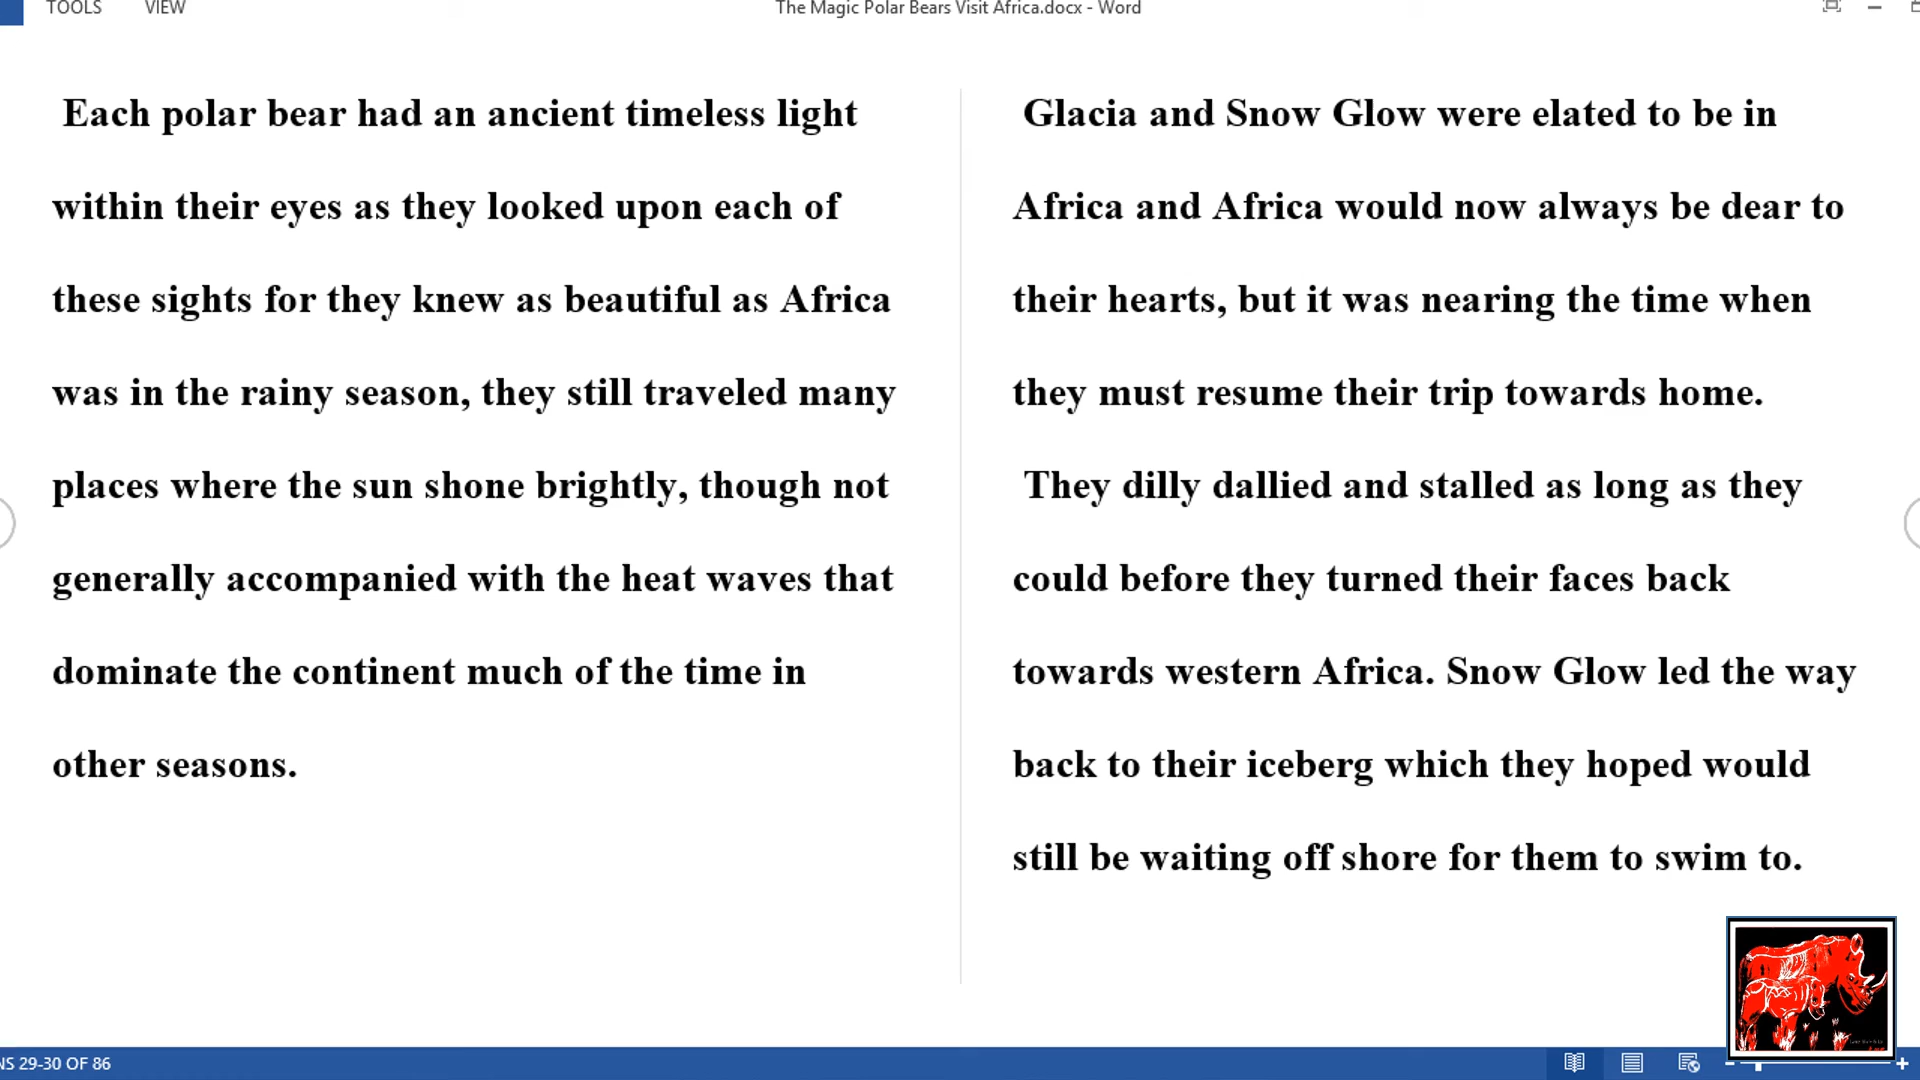 TOOLS VIEW The Magic Polar Bears Visit Africa.docx - Word
Each polar bear had an ancient timeless light
within their eyes as they looked upon each of
these sights for they knew as beautiful as Africa
was in the rainy season, they still traveled many
places where the sun shone brightly, though not
generally accompanied with the heat waves that
dominate the continent much of the time in
other seasons.
Glacia and Snow Glow were elated to be in
Africa and Africa would now always be dear to
their hearts, but it was nearing the time when
they must resume their trip towards home.
They dilly dallied and stalled as long as they
could before they turned their faces back
towards western Africa. Snow Glow led the way
back to their iceberg which they hoped would
still be waiting off shore for them to swim to.
NS 29-30 OF 86